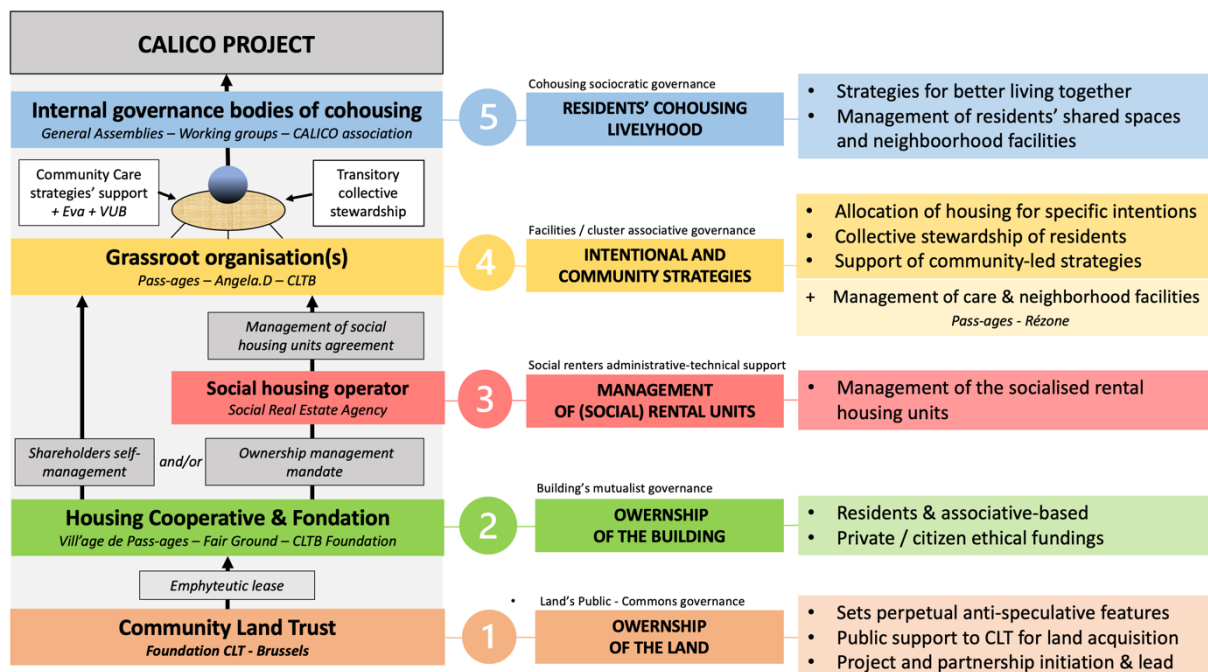 CALICO PROJECT
Internal governance bodies of cohousing
General Assemblies – Working groups – CALICO association
Cohousing sociocratic governance
5
RESIDENTS' COHOUSING
LIVELYHOOD
• Strategies for better living together
• Management of residents' shared spaces
and neighboorhood facilities
Community Care
strategies' support
+ Eva + VUB
Transitory
collective
stewardship
Grassroot organisation(s)
Pass-ages – Angela.D – CLTB
Facilities / cluster associative governance
4
INTENTIONAL AND
COMMUNITY STRATEGIES
• Allocation of housing for specific intentions
• Collective stewardship of residents
• Support of community-led strategies
+ Management of care & neighborhood facilities
Pass-ages - Rézone
Management of social
housing units agreement
Social housing operator
Social Real Estate Agency
Social renters administrative-technical support
3
MANAGEMENT
OF (SOCIAL) RENTAL UNITS
• Management of the socialised rental
housing units
Shareholders self-
management
and/or
Ownership management
mandate
Housing Cooperative & Fondation
Vill'age de Pass-ages – Fair Ground – CLTB Foundation
Building's mutualist governance
2
OWERNSHIP
OF THE BUILDING
• Residents & associative-based
• Private / citizen ethical fundings
Emphyteutic lease
Community Land Trust
Foundation CLT - Brussels
• Land's Public - Commons governance
1
OWERNSHIP
OF THE LAND
• Sets perpetual anti-speculative features
• Public support to CLT for land acquisition
• Project and partnership initiation & lead